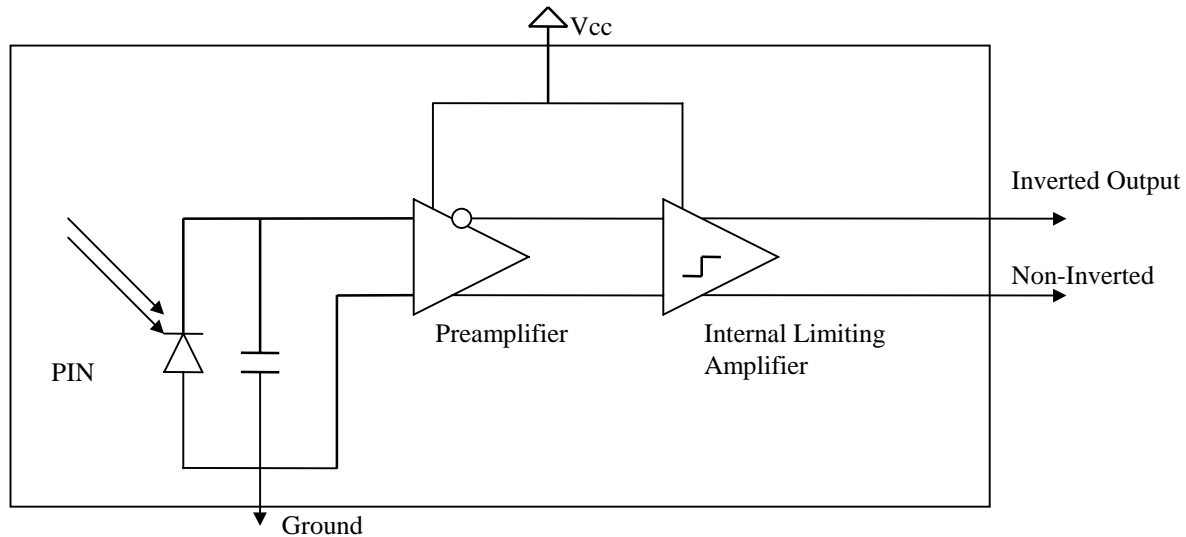 Vcc
Inverted Output
Non-Inverted
Preamplifier
Internal Limiting
Amplifier
PIN
Ground